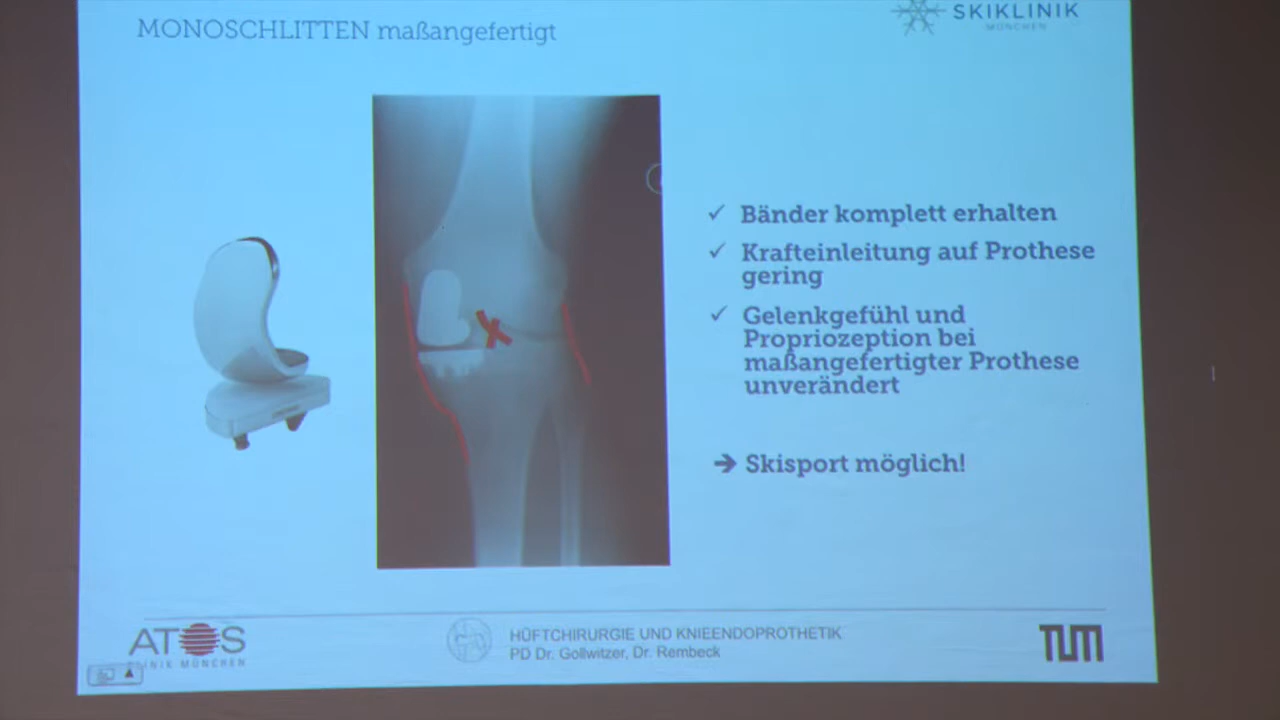 MONOSCHLITTEN maßangefertigt
SKIKLINIK
MÜNCHEN
✓ Bänder komplett erhalten
✓ Krafteinleitung auf Prothese
gering
✓ Gelenkgefühl und
Propriozeption bei
maßangefertigter Prothese
unverändert
➔ Skisport möglich!
ATOS
KLINIK MÜNCHEN
HÜFTCHIRURGIE UND KNIEENDOPROTHETIK
PD Dr. Gollwitzer, Dr. Rembeck
TUM